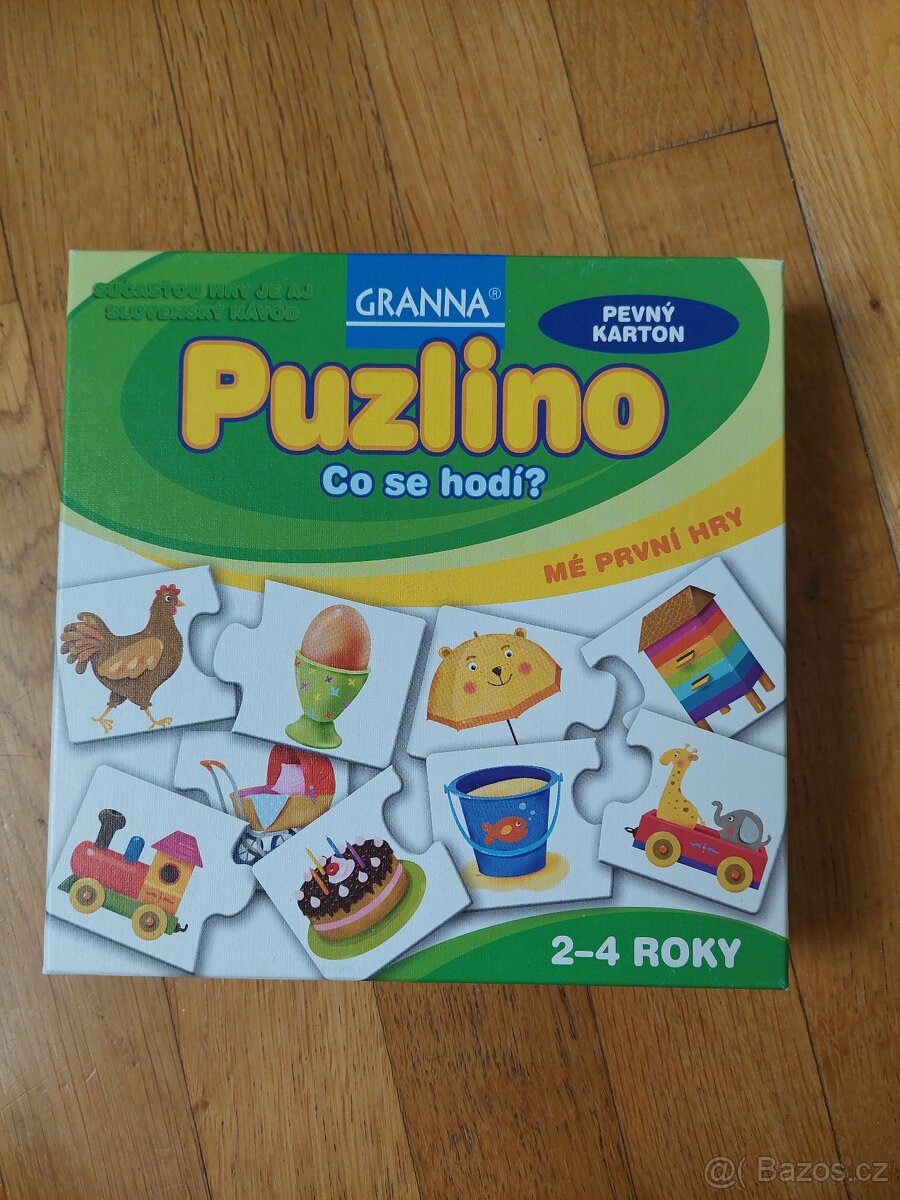 SÚČASŤOU HRY JE AJ
SLOVENSKÝ NÁVOD
GRANNA®
PEVNÝ
KARTON
Puzlino
Co se hodí?
MÉ PRVNÍ HRY
2–4 ROKY
@( Bazos.cz